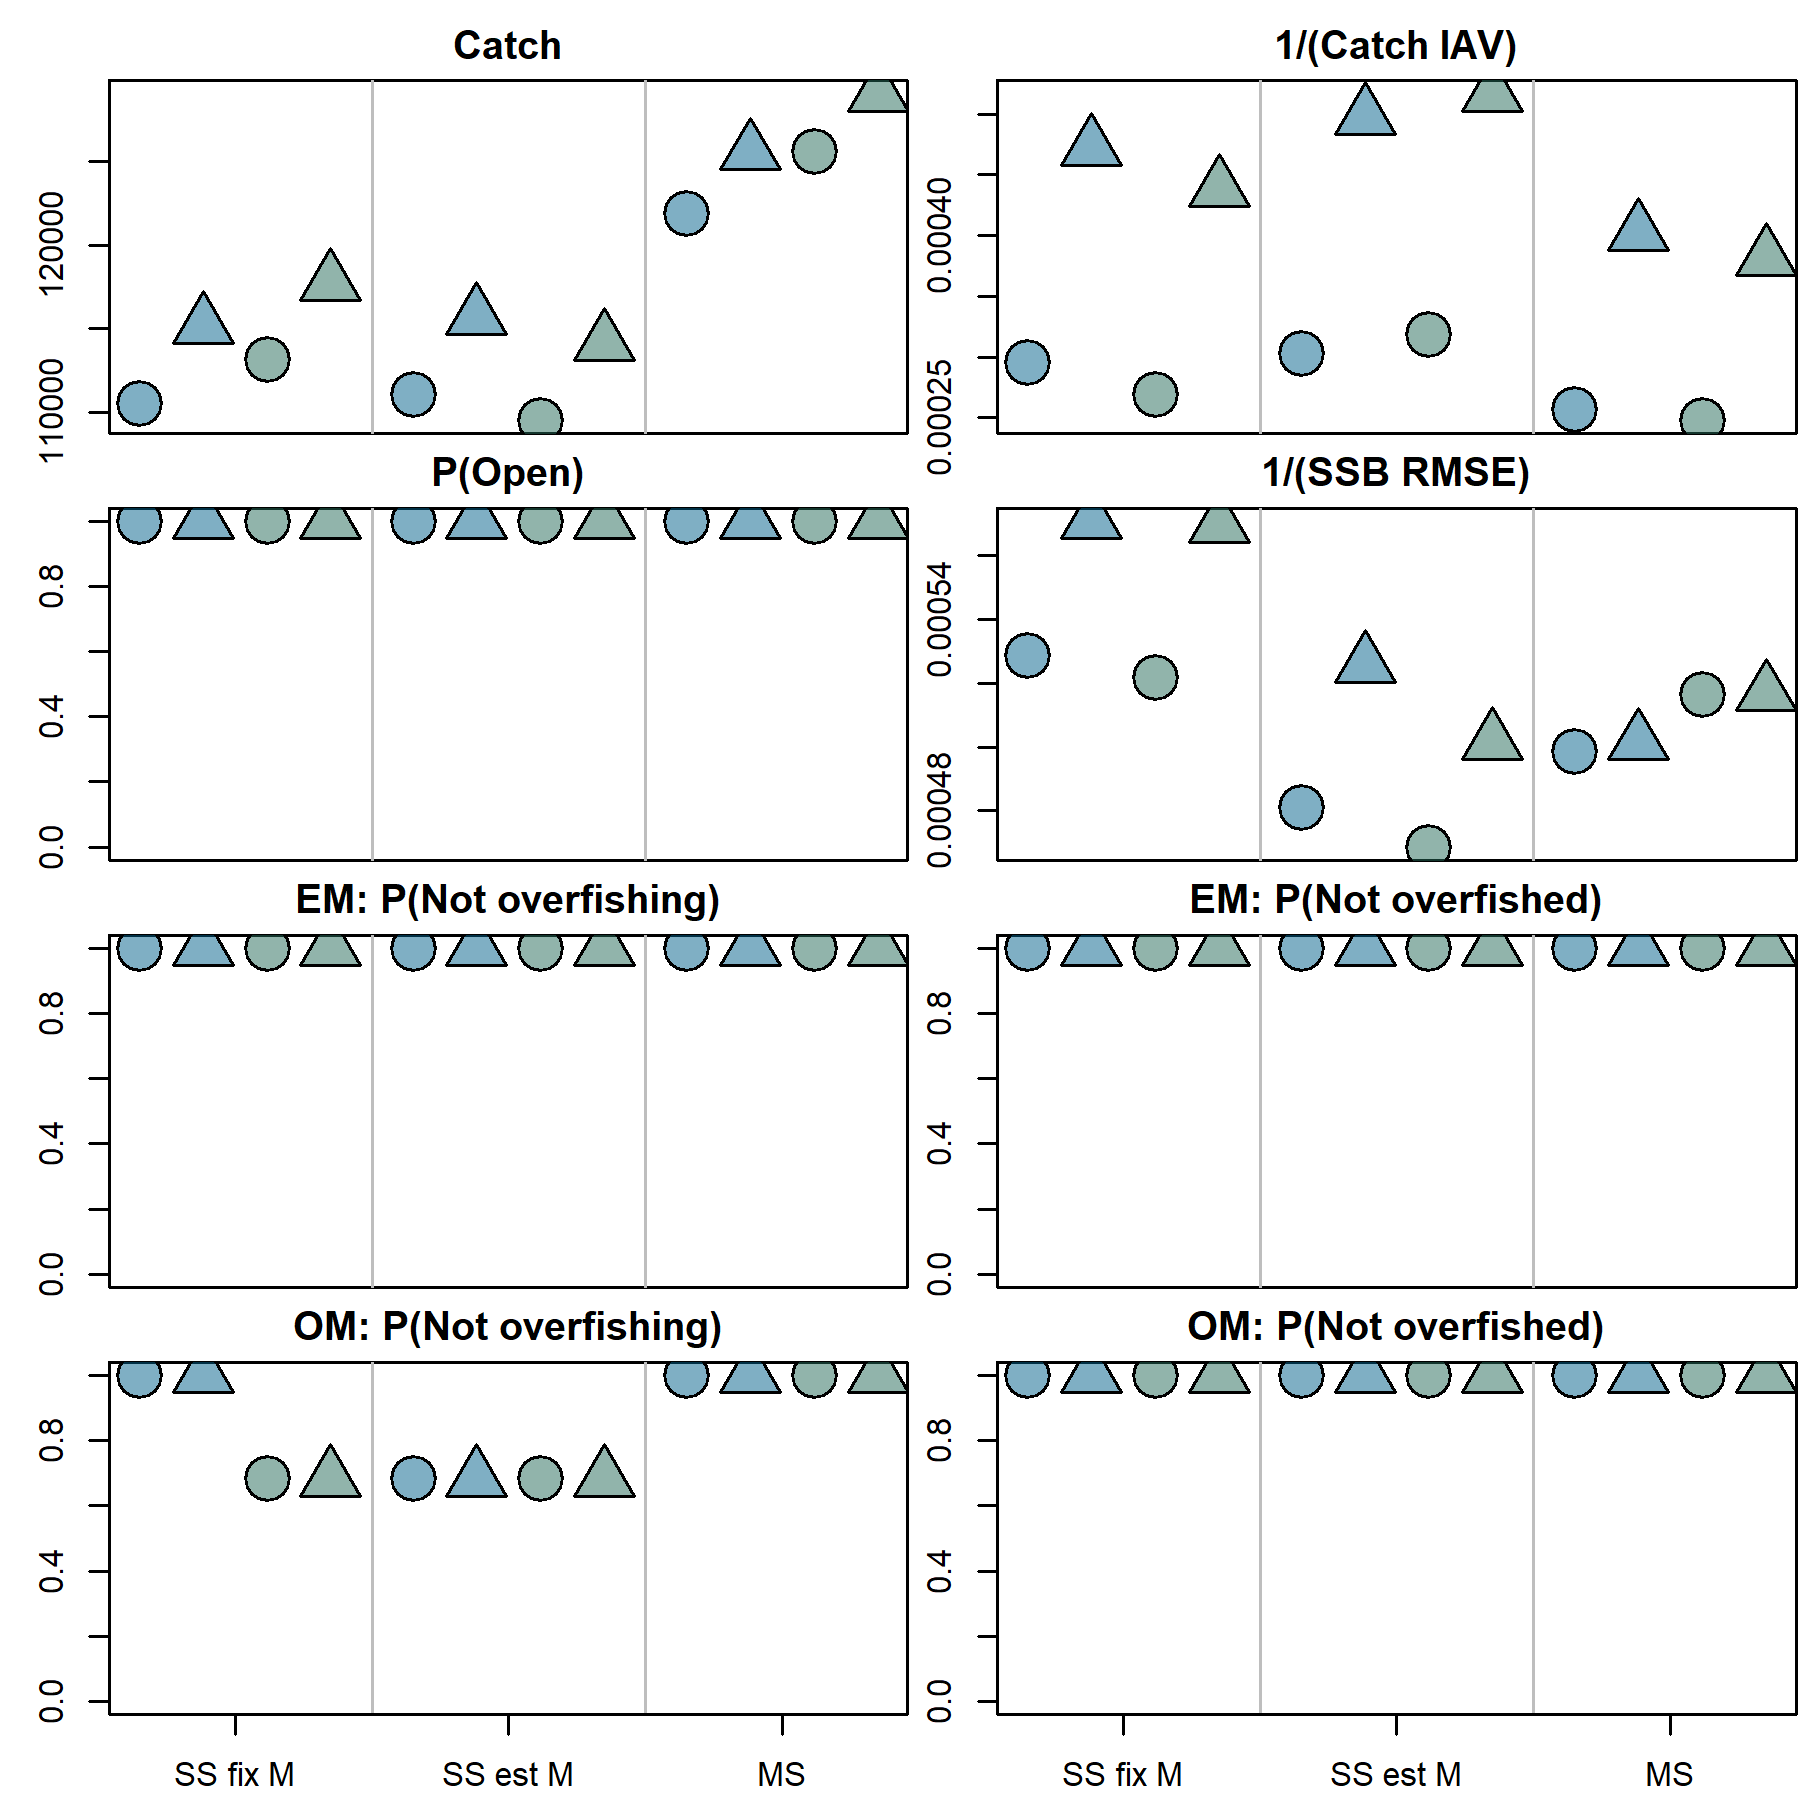 Catch
1/(Catch IAV)
120000
110000
0.00040
0.00025
P(Open)
1/(SSB RMSE)
0.8
0.4
0.0
0.00054
0.00048
EM: P(Not overfishing)
EM: P(Not overfished)
0.8
0.4
0.0
0.8
0.4
0.0
OM: P(Not overfishing)
OM: P(Not overfished)
0.8
0.4
0.0
0.8
0.4
0.0
SS fix M
SS est M
MS
SS fix M
SS est M
MS